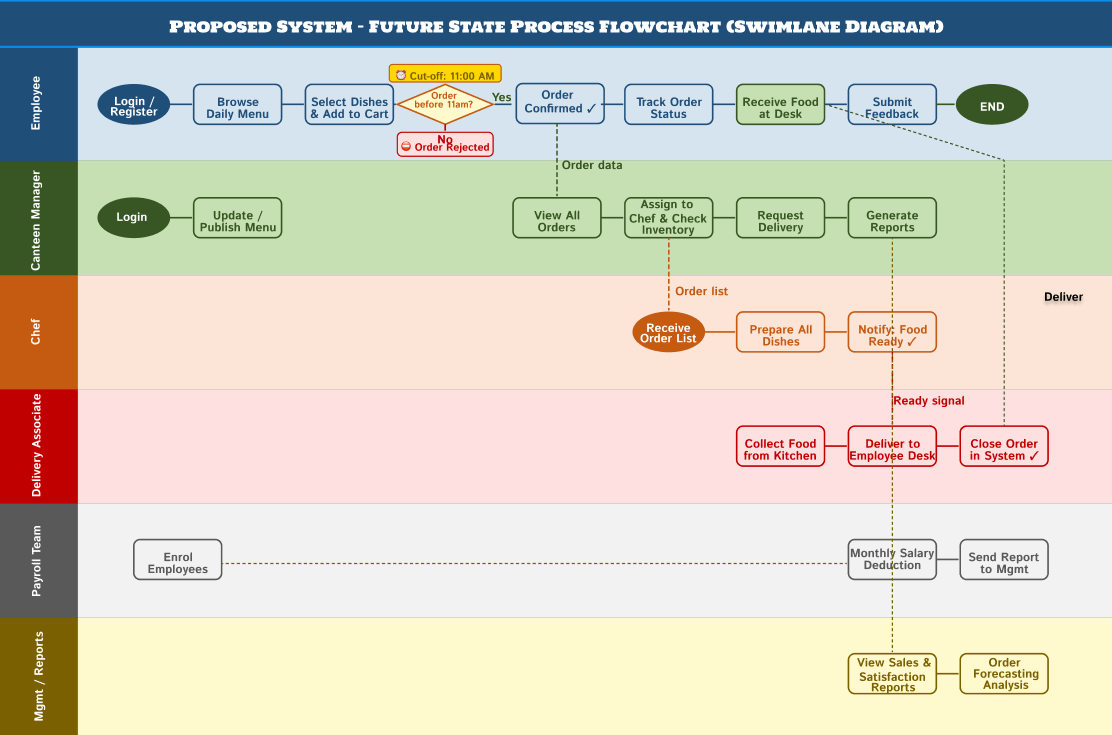 Proposed System - Future State Process Flowchart (Swimlane Diagram)
Employee
⏰ Cut-off: 11:00 AM
Login /
Register
Browse
Daily Menu
Select Dishes
& Add to Cart
Order
before 11am?
Yes
No
⛔ Order Rejected
Order
Confirmed ✓
Track Order
Status
Receive Food
at Desk
Submit
Feedback
END
Order data
Canteen Manager
Login
Update /
Publish Menu
View All
Orders
Assign to
Chef & Check
Inventory
Request
Delivery
Generate
Reports
Order list
Deliver
Chef
Receive
Order List
Prepare All
Dishes
Notify: Food
Ready ✓
Ready signal
Delivery Associate
Collect Food
from Kitchen
Deliver to
Employee Desk
Close Order
in System ✓
Payroll Team
Enrol
Employees
Monthly Salary
Deduction
Send Report
to Mgmt
Mgmt / Reports
View Sales &
Satisfaction
Reports
Order
Forecasting
Analysis